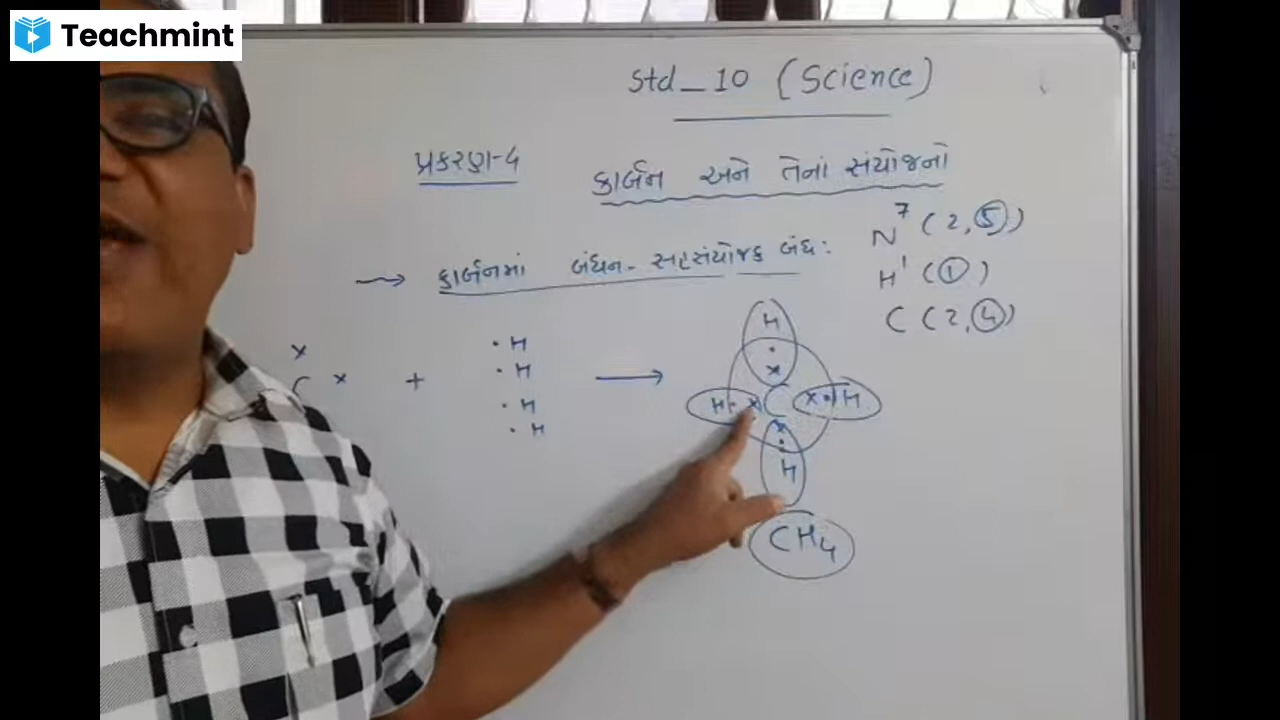 Teachmint
Std_10 (Science)
પ્રકરણ-4
કાર્બન અને તેનાં સંયોજનો
N⁷ (2,5)
→ કાર્બનમાં બંધન - સહસંયોજક બંધ:
H¹ (1)
C (2,4)
x
C x + ·H ·H ·H ·H → H · x H · x C x · H x · H
CH₄